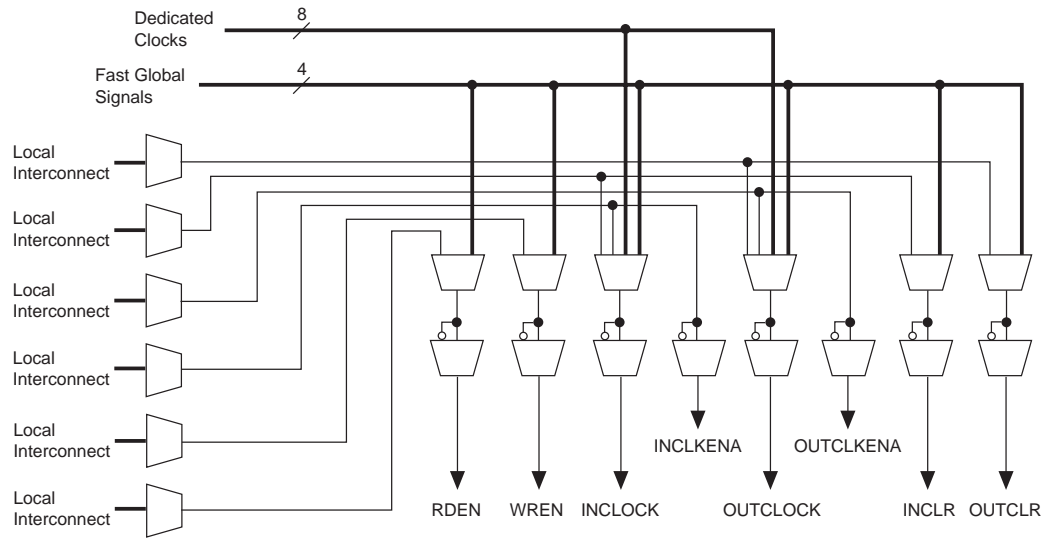 Dedicated
Clocks
8
Fast Global
Signals
4
Local
Interconnect
Local
Interconnect
Local
Interconnect
Local
Interconnect
Local
Interconnect
Local
Interconnect
INCLKENA
OUTCLKENA
RDEN
WREN
INCLOCK
OUTCLOCK
INCLR
OUTCLR